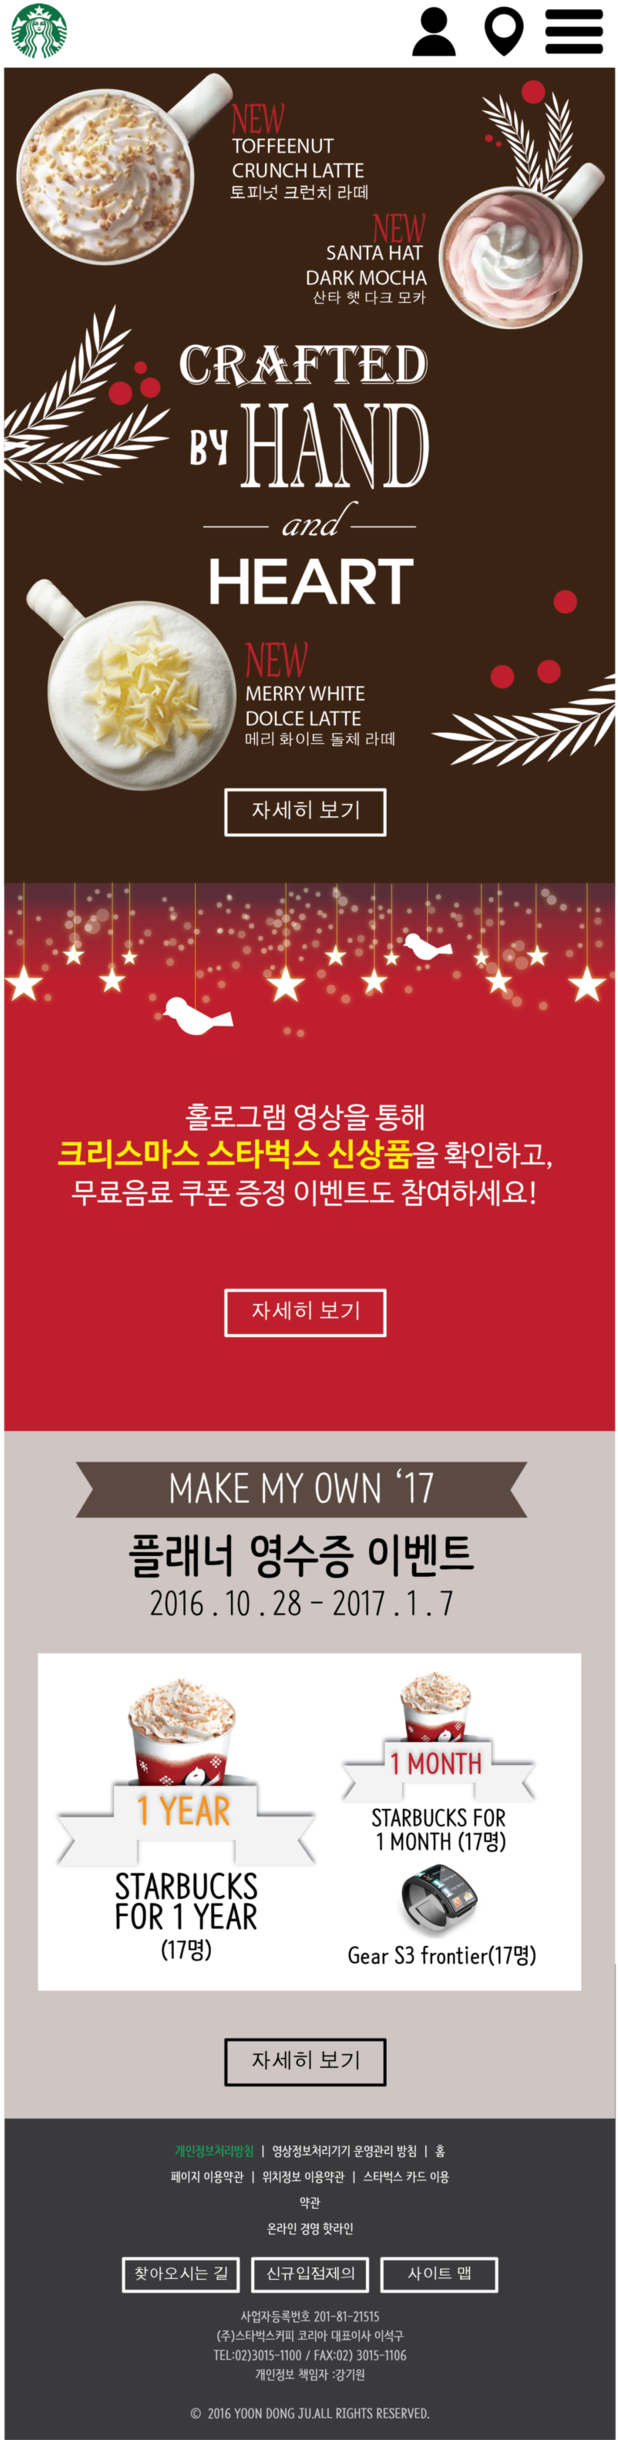 NEW
TOFFEENUT
CRUNCH LATTE
토피넛 크런치 라떼
NEW
SANTA HAT
DARK MOCHA
산타 햇 다크 모카
CRAFTED
BY HAND
and
HEART
NEW
MERRY WHITE
DOLCE LATTE
메리 화이트 돌체 라떼
자세히 보기
홀로그램 영상을 통해
크리스마스 스타벅스 신상품을 확인하고,
무료음료 쿠폰 증정 이벤트도 참여하세요!
자세히 보기
MAKE MY OWN ‘17
플래너 영수증 이벤트
2016 . 10 . 28 - 2017 . 1 . 7
1 YEAR
STARBUCKS
FOR 1 YEAR
(17명)
1 MONTH
STARBUCKS FOR
1 MONTH (17명)
Gear S3 frontier(17명)
자세히 보기
개인정보처리방침 | 영상정보처리기기 운영관리 방침 | 홈
페이지 이용약관 | 위치정보 이용약관 | 스타벅스 카드 이용
약관
온라인 경영 핫라인
찾아오시는 길 신규입점제의 사이트 맵
사업자등록번호 201-81-21515
(주)스타벅스커피 코리아 대표이사 이석구
TEL:02)3015-1100 / FAX:02) 3015-1106
개인정보 책임자 :강기원
© 2016 YOON DONG JU.ALL RIGHTS RESERVED.